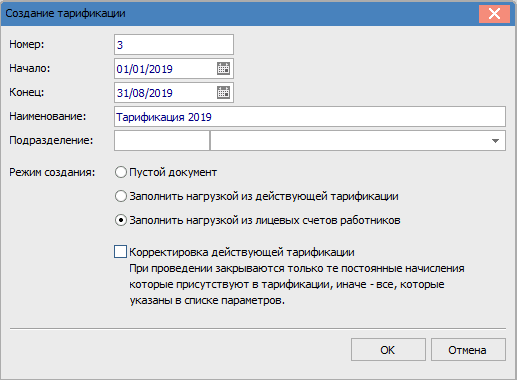 Создание тарификации
Номер: 3
Начало: 01/01/2019
Конец: 31/08/2019
Наименование: Тарификация 2019
Подразделение:
Режим создания: Пустой документ
Заполнить нагрузкой из действующей тарификации
Заполнить нагрузкой из лицевых счетов работников
Корректировка действующей тарификации
При проведении закрываются только те постоянные начисления
которые присутствуют в тарификации, иначе - все, которые
указаны в списке параметров.
OK Отмена